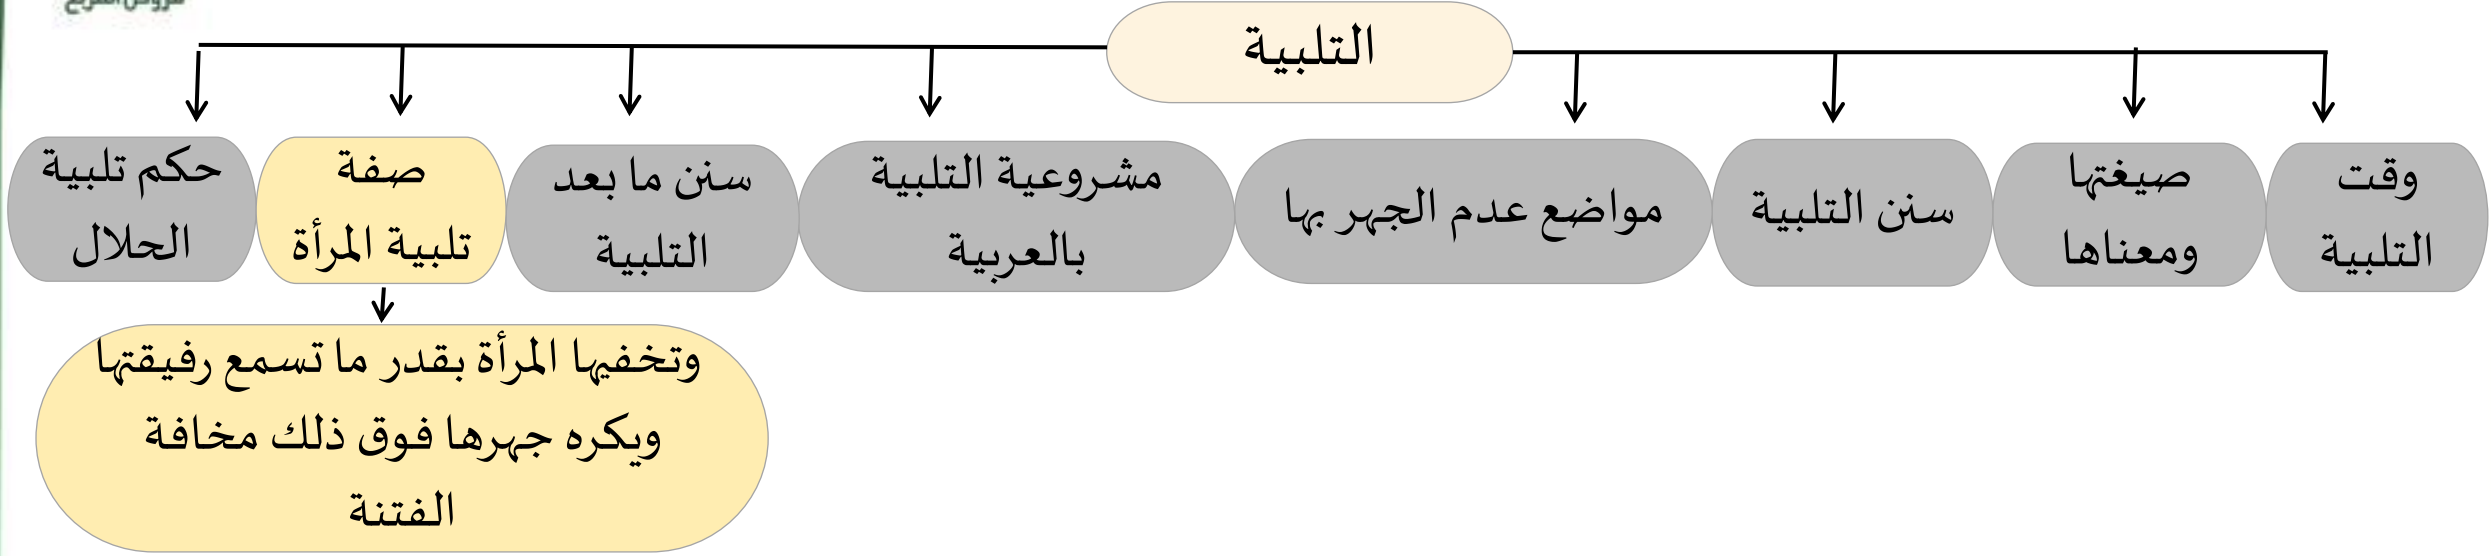 التلبية
وقت
التلبية
صيغتها
ومعناها
سنن التلبية
مواضع عدم الجهر بها
مشروعية التلبية
بالعربية
سنن ما بعد
التلبية
صفة
تلبية المرأة
حكم تلبية
الحلال
وتخفيها المرأة بقدر ما تسمع رفيقتها
ويكره جهرها فوق ذلك مخافة
الفتنة